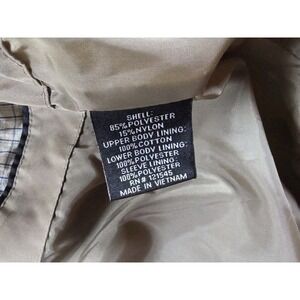 SHELL:
85%POLYESTER
15%NYLON
UPPER BODY LINING:
100%COTTON
LOWER BODY LINING:
100%POLYESTER
SLEEVE LINING:
100%POLYESTER
RN# 121545
MADE IN VIETNAM